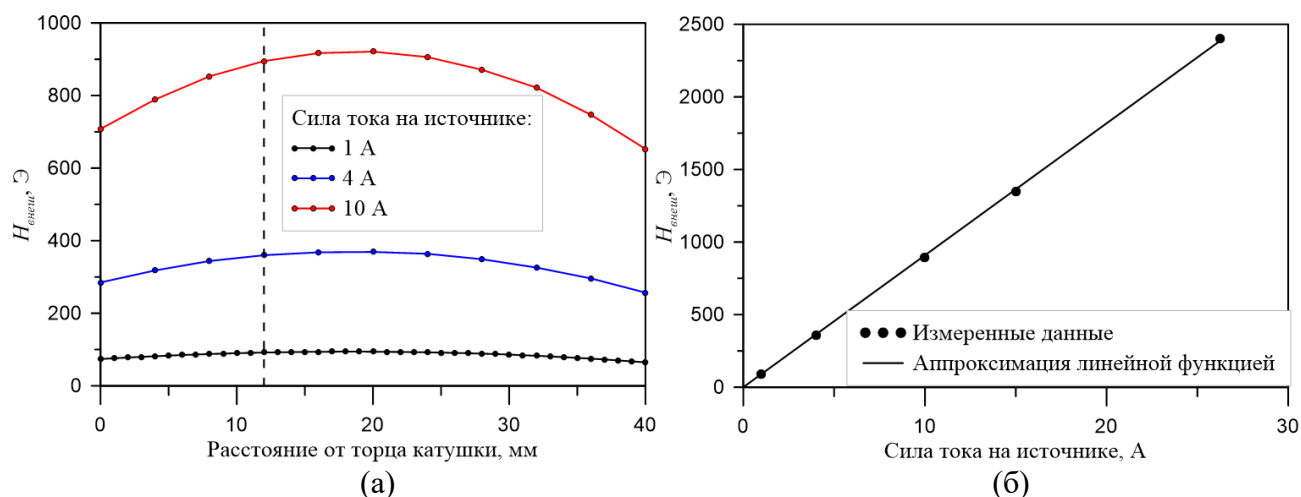 1000
800
600
400
200
0
Hвнеш, Э
Сила тока на источнике:
1 А
4 А
10 А
0
10
20
30
40
Расстояние от торца катушки, мм
(а)
2500
2000
1500
1000
500
0
Hвнеш, Э
Измеренные данные
Аппроксимация линейной функцией
0
10
20
30
Сила тока на источнике, А
(б)